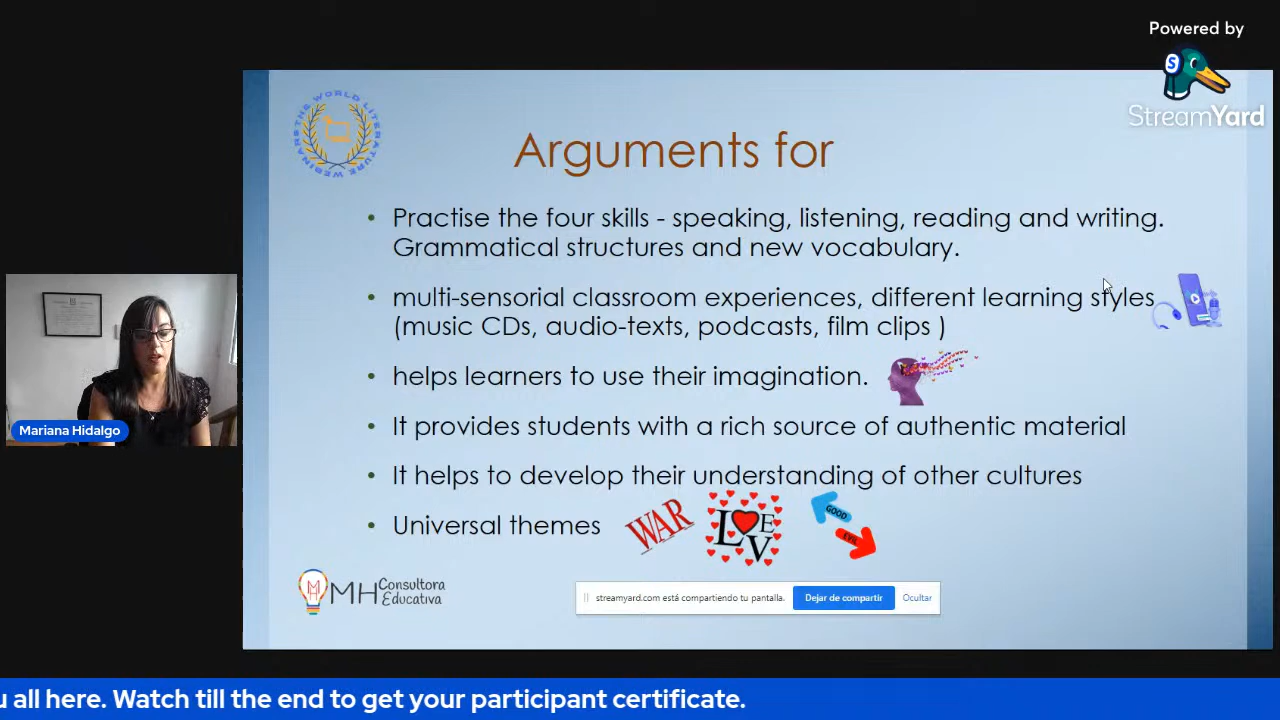 Powered by
StreamYard
THE WORLD LITERATURE WEBINARS
Arguments for
• Practise the four skills - speaking, listening, reading and writing.
Grammatical structures and new vocabulary.
• multi-sensorial classroom experiences, different learning styles
(music CDs, audio-texts, podcasts, film clips )
• helps learners to use their imagination.
• It provides students with a rich source of authentic material
• It helps to develop their understanding of other cultures
• Universal themes
WAR
LOVE
GOOD
EVIL
Mariana Hidalgo
MH Consultora
Educativa
streamyard.com está compartiendo tu pantalla. Dejar de compartir Ocultar
u all here. Watch till the end to get your participant certificate.